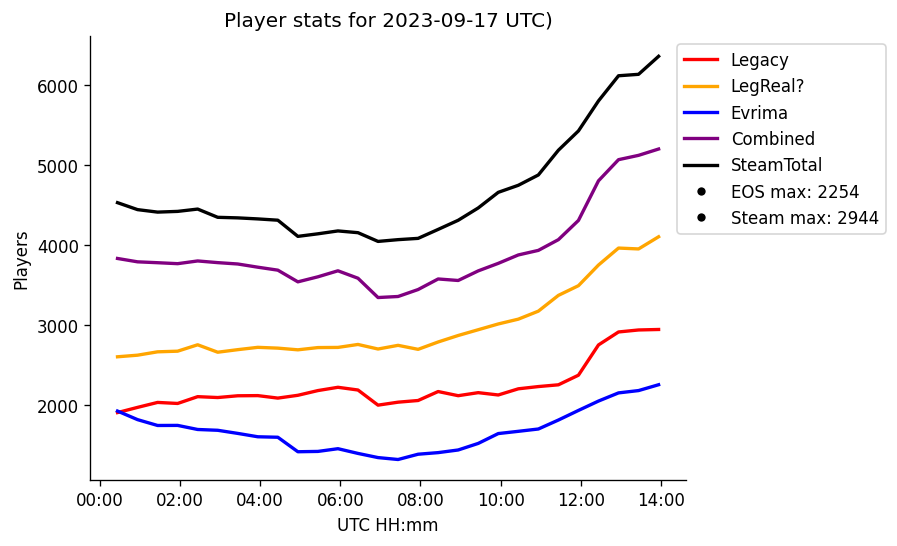 Player stats for 2023-09-17 UTC)
Players
6000
5000
4000
3000
2000
00:00 02:00 04:00 06:00 08:00 10:00 12:00 14:00
UTC HH:mm
Legacy
LegReal?
Evrima
Combined
SteamTotal
EOS max: 2254
Steam max: 2944